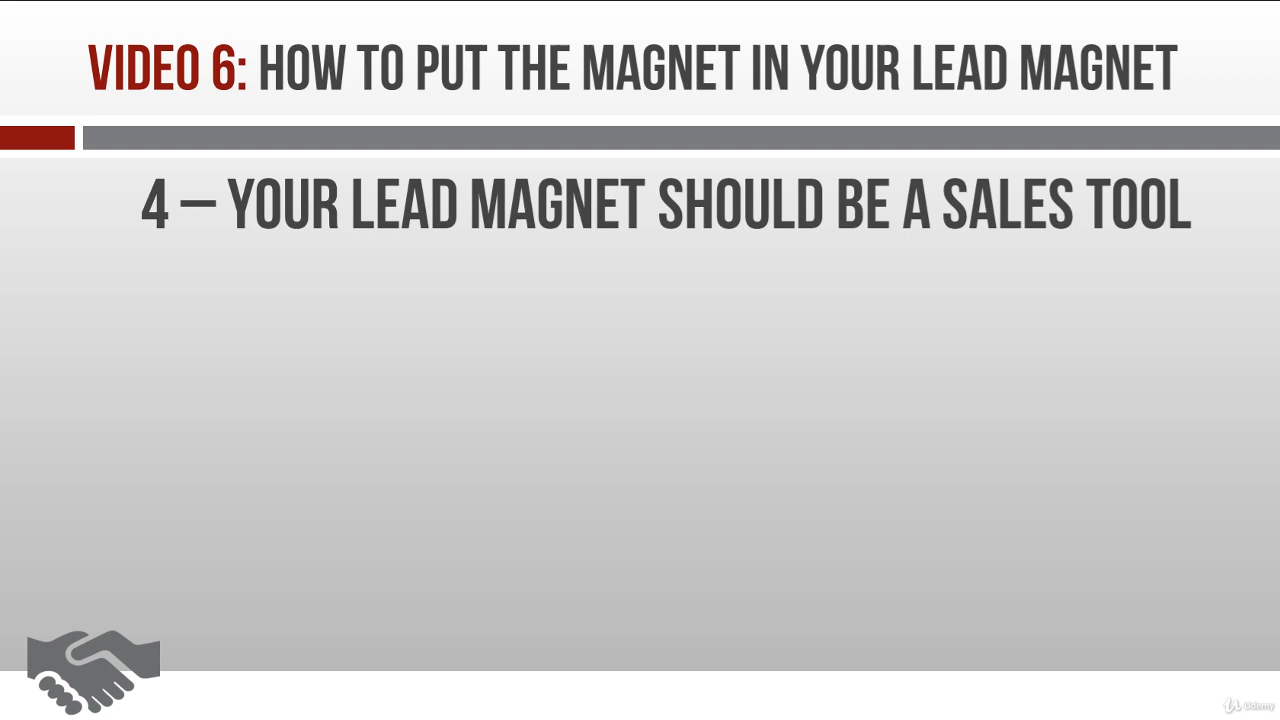 VIDEO 6: HOW TO PUT THE MAGNET IN YOUR LEAD MAGNET
4 – YOUR LEAD MAGNET SHOULD BE A SALES TOOL
Udemy